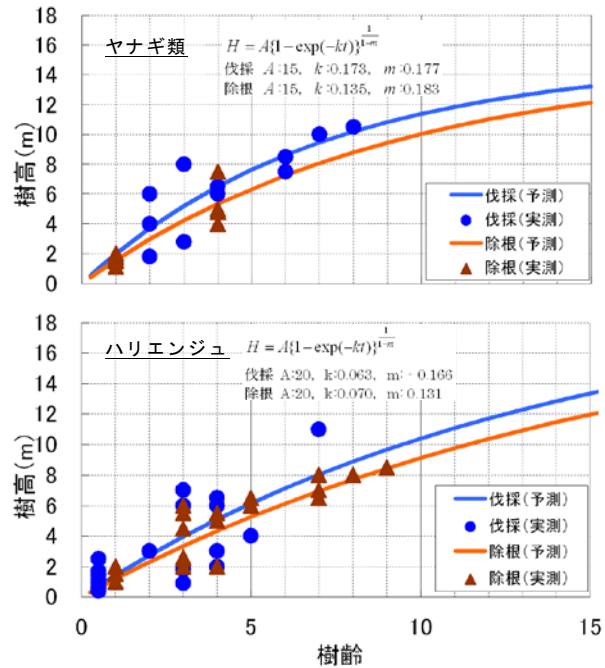 18
16
14
12
10
8
6
4
2
0
樹高(m)
ヤナギ類
H = A{1−exp(−kt)}^{\frac{1}{1-m}}
伐採 A:15, k:0.173, m:0.177
除根 A:15, k:0.135, m:0.183
伐採(予測)
伐採(実測)
除根(予測)
除根(実測)
18
16
14
12
10
8
6
4
2
0
樹高(m)
ハリエンジュ
H = A{1−exp(−kt)}^{\frac{1}{1-m}}
伐採 A:20, k:0.063, m:-0.166
除根 A:20, k:0.070, m:0.131
伐採(予測)
伐採(実測)
除根(予測)
除根(実測)
0 5 10 15
樹齢